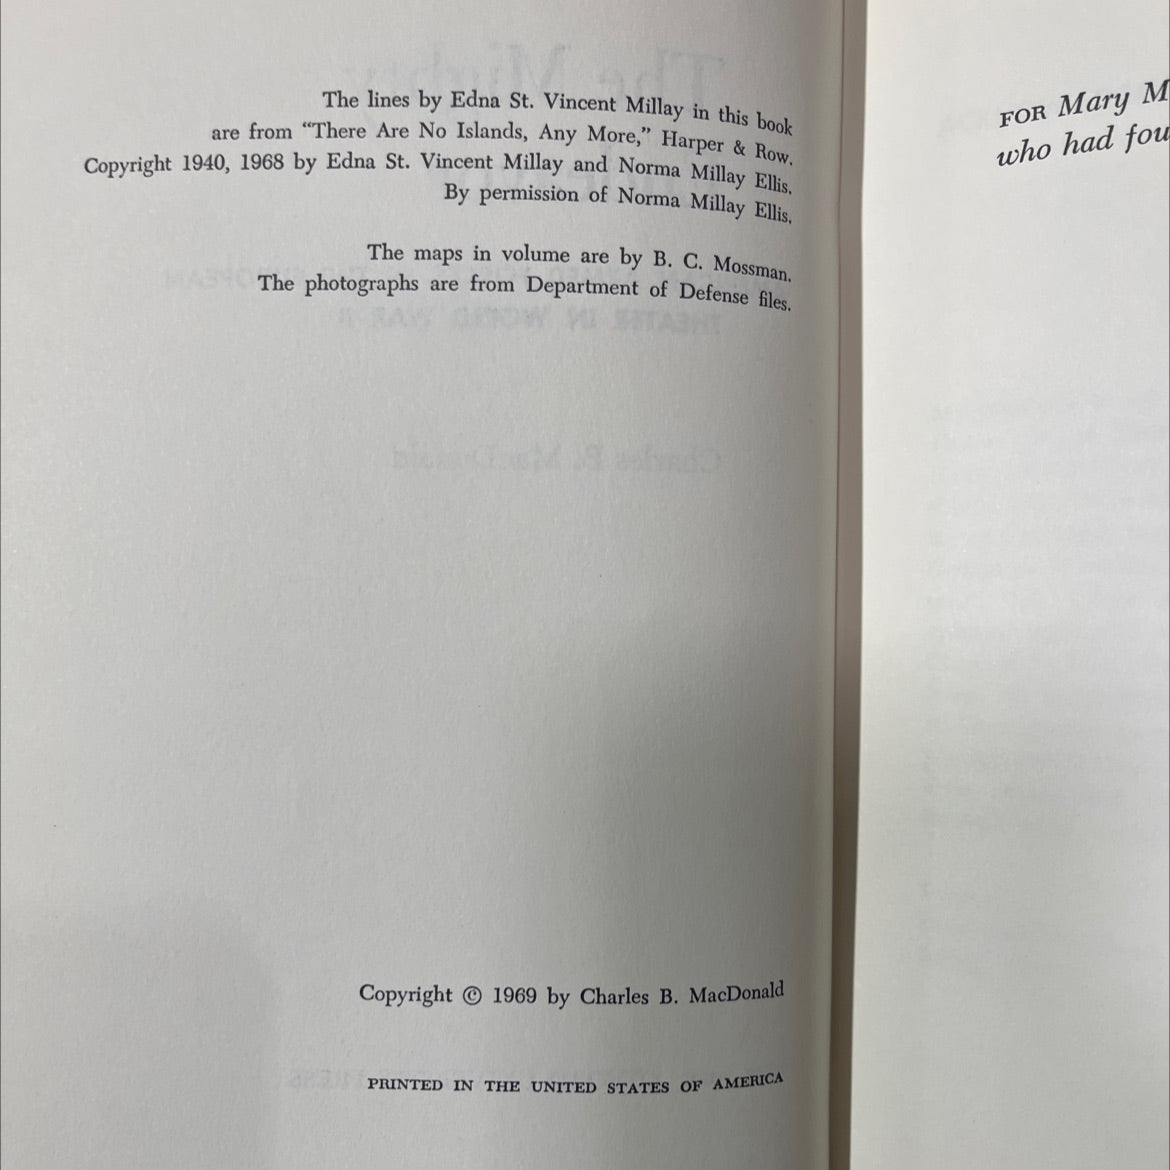 The lines by Edna St. Vincent Millay in this book
are from “There Are No Islands, Any More,” Harper & Row.
Copyright 1940, 1968 by Edna St. Vincent Millay and Norma Millay Ellis.
By permission of Norma Millay Ellis.
The maps in volume are by B. C. Mossman.
The photographs are from Department of Defense files.
Copyright © 1969 by Charles B. MacDonald
PRINTED IN THE UNITED STATES OF AMERICA
FOR Mary M
who had fou